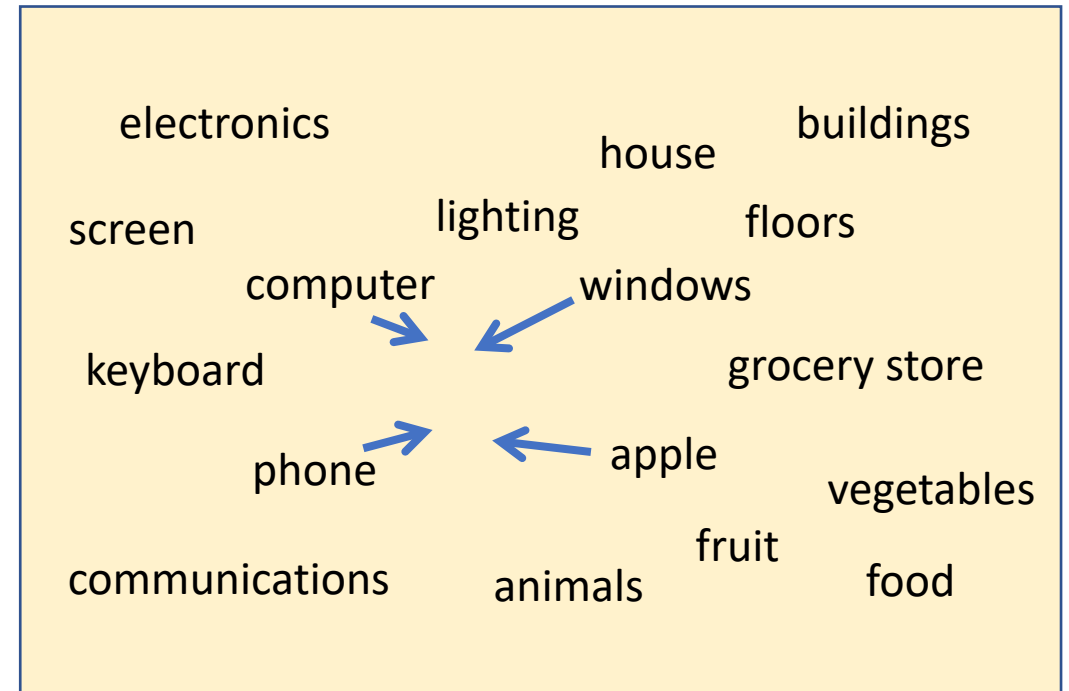 electronics
buildings
house
lighting
floors
screen
computer
windows
keyboard
grocery store
phone
apple
vegetables
fruit
communications
animals
food